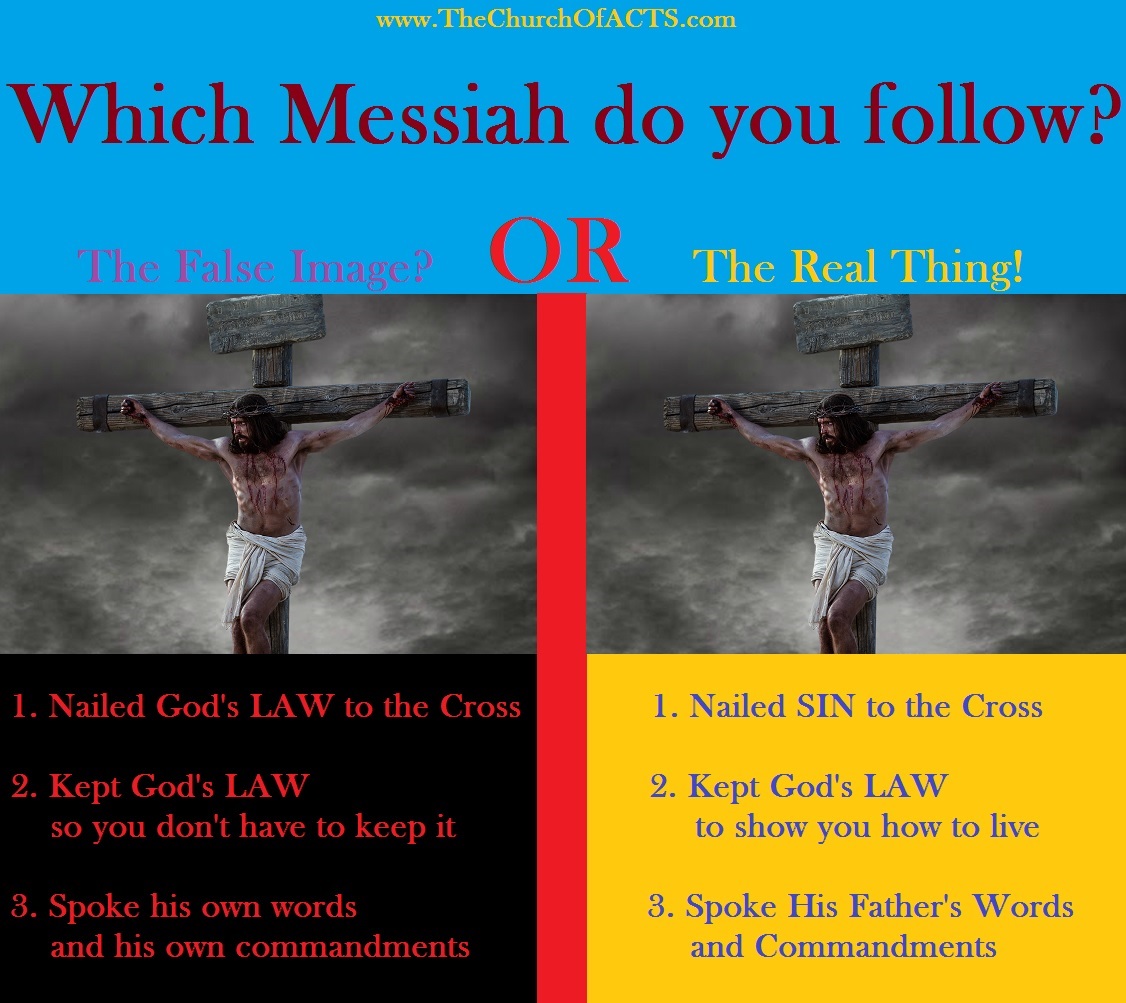 www.TheChurchOfACTS.com
Which Messiah do you follow?
The False Image?
OR
The Real Thing!
1. Nailed God's LAW to the Cross
2. Kept God's LAW
so you don't have to keep it
3. Spoke his own words
and his own commandments
1. Nailed SIN to the Cross
2. Kept God's LAW
to show you how to live
3. Spoke His Father's Words
and Commandments